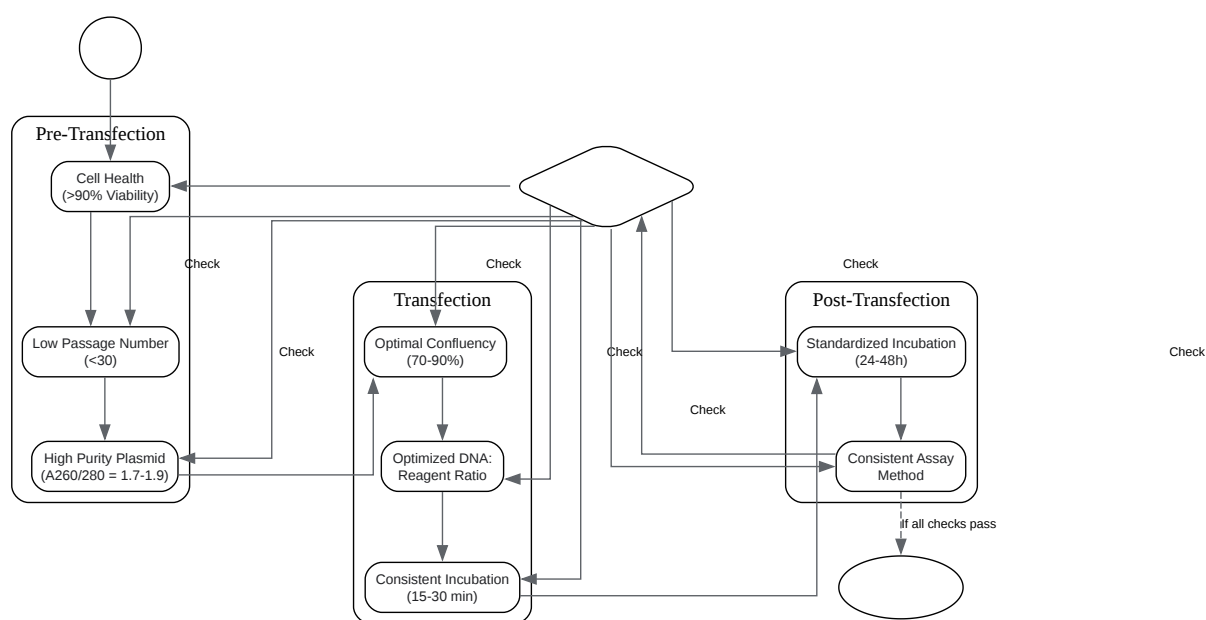 Pre-Transfection
Cell Health
(>90% Viability)
Check
Check
Check
Transfection
Post-Transfection
Low Passage Number
(<30)
Check
Optimal Confluency
(70-90%)
Check
Standardized Incubation
(24-48h)
Check
Check
High Purity Plasmid
(A260/280 = 1.7-1.9)
Optimized DNA:
Reagent Ratio
Consistent Assay
Method
If all checks pass
Consistent Incubation
(15-30 min)